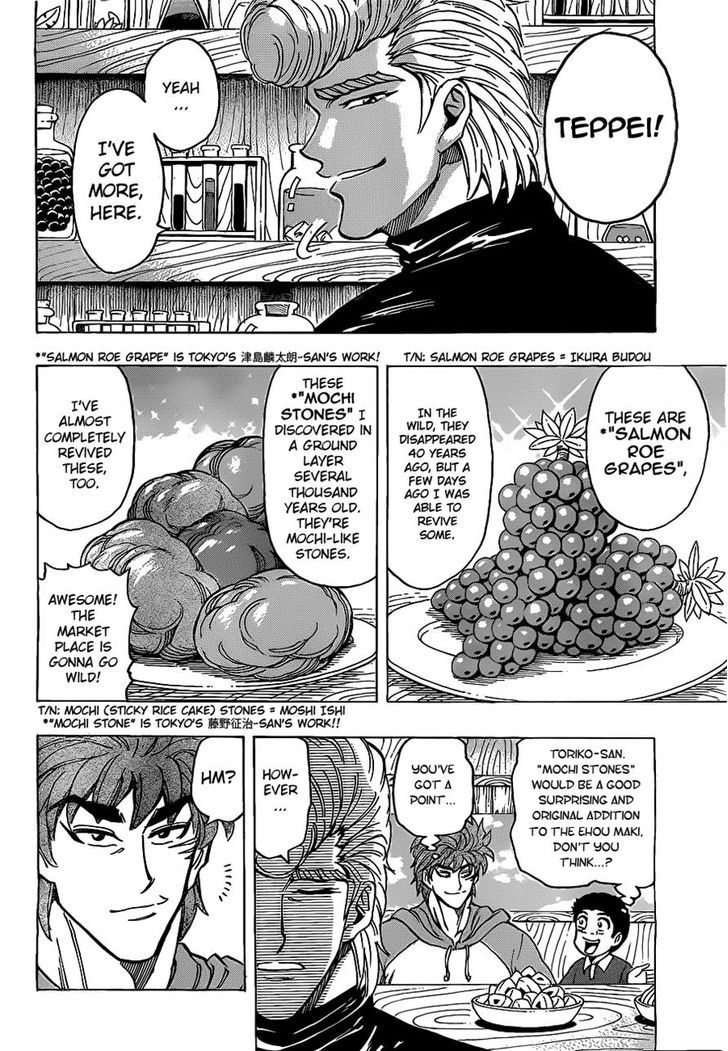 TEPPEI!
YEAH
...
I'VE
GOT
MORE,
HERE.
*"SALMON ROE GRAPE" IS TOKYO'S 津島麟太朗-SAN'S WORK!
T/N: SALMON ROE GRAPES = IKURA BUDOU
THESE ARE
*"SALMON
ROE
GRAPES",
IN THE
WILD, THEY
DISAPPEARED
40 YEARS
AGO, BUT A
FEW DAYS
AGO I WAS
ABLE TO
REVIVE
SOME.
THESE
*"MOCHI
STONES" I
DISCOVERED IN
A GROUND
LAYER
SEVERAL
THOUSAND
YEARS OLD.
THEY'RE
MOCHI-LIKE
STONES.
I'VE
ALMOST
COMPLETELY
REVIVED
THESE,
TOO.
AWESOME!
THE
MARKET
PLACE IS
GONNA GO
WILD!
T/N: MOCHI (STICKY RICE CAKE) STONES = MOSHI ISHI
*"MOCHI STONE" IS TOKYO'S 藤野征治-SAN'S WORK!!
TORIKO-SAN.
"MOCHI STONES"
WOULD BE A GOOD
SURPRISING AND
ORIGINAL ADDITION
TO THE EHOU MAKI,
DON'T YOU
THINK...?
YOU'VE
GOT A
POINT...
HOW-
EVER
...
HM?